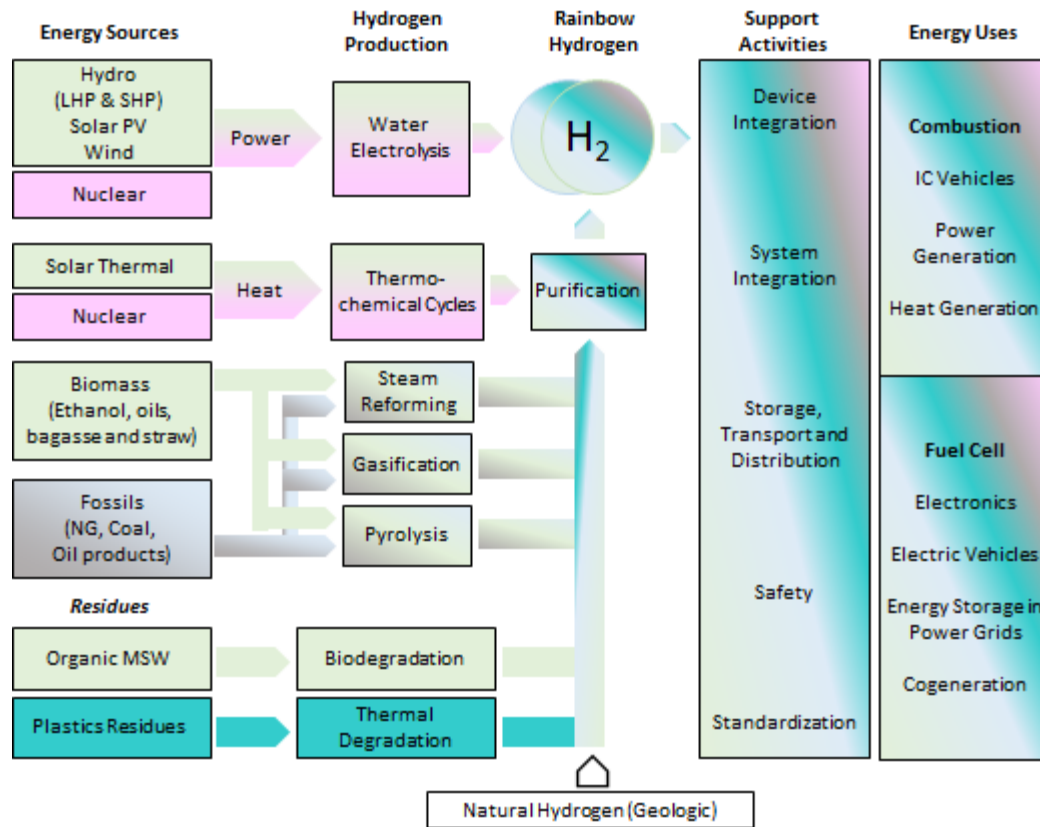 Energy Sources
Hydrogen
Production
Rainbow
Hydrogen
Support
Activities
Energy Uses
Hydro
(LHP & SHP)
Solar PV
Wind
Nuclear
Power
Water
Electrolysis
H2
Solar Thermal
Nuclear
Heat
Thermo-
chemical Cycles
Purification
Biomass
(Ethanol, oils,
bagasse and straw)
Steam
Reforming
Gasification
Fossils
(NG, Coal,
Oil products)
Pyrolysis
Residues
Organic MSW
Biodegradation
Plastics Residues
Thermal
Degradation
Natural Hydrogen (Geologic)
Device
Integration
System
Integration
Storage,
Transport and
Distribution
Safety
Standardization
Combustion
IC Vehicles
Power
Generation
Heat Generation
Fuel Cell
Electronics
Electric Vehicles
Energy Storage in
Power Grids
Cogeneration